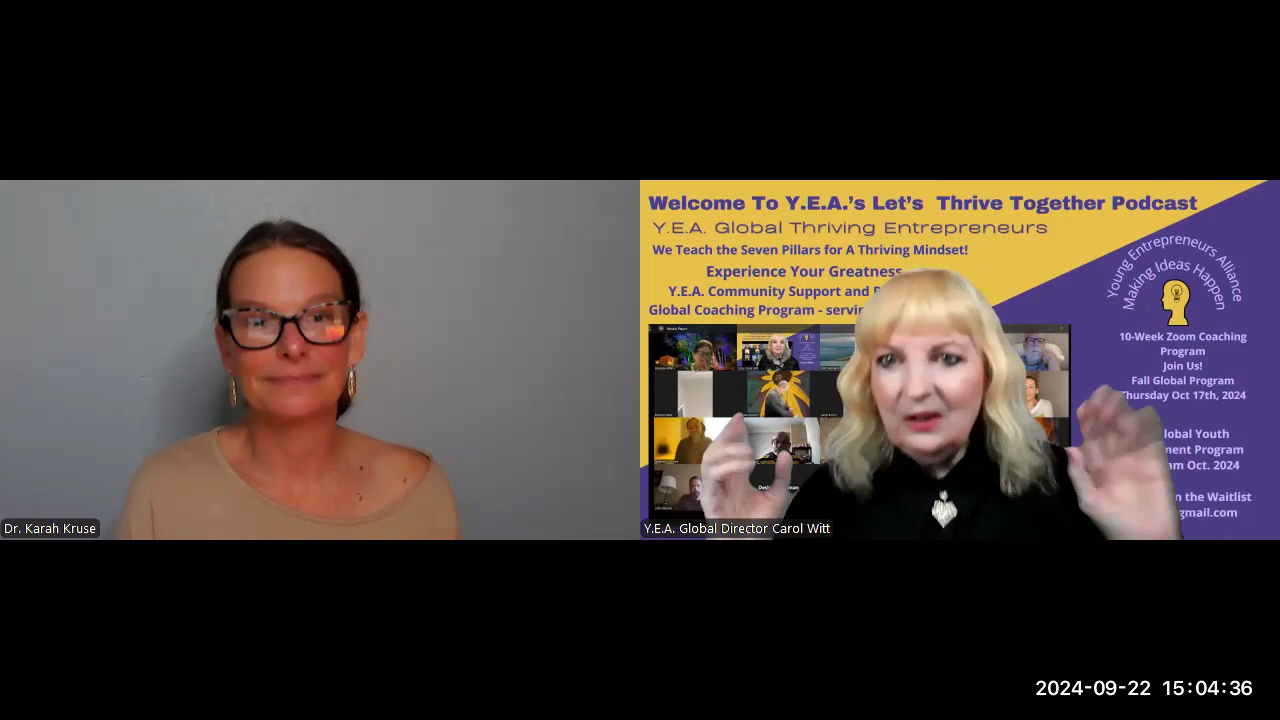 Welcome To Y.E.A.’s Let’s Thrive Together Podcast
Y.E.A. Global Thriving Entrepreneurs
We Teach the Seven Pillars for A Thriving Mindset!
Experience Your Greatness
Y.E.A. Community Support and
Global Coaching Program -
Young Entrepreneurs Alliance
Making Ideas Happen
10-Week Zoom Coaching
Program
Join Us!
Fall Global Program
Thursday Oct 17th, 2024
Youth
Program
Oct. 2024
the Waitlist
Media Player
Dr. Karah Kruse
Y.E.A. Global Director Carol Witt
2024-09-22 15:04:36